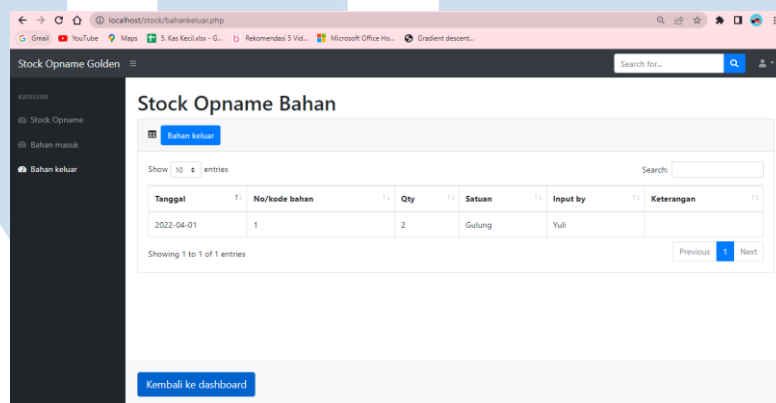 localhost/stock/bahankeluar.php
Gmail YouTube Maps 5. Kas Kecil.xlsx - G... Rekomendasi 5 Vid... Microsoft Office Ho... Gradient descent...
Stock Opname Golden Search for...
KATEGORI
Stock Opname
Bahan masuk
Bahan keluar
Stock Opname Bahan
Bahan keluar
Show 10 entries Search:
Tanggal No/kode bahan Qty Satuan Input by Keterangan
2022-04-01 1 2 Gulung Yuli
Showing 1 to 1 of 1 entries Previous 1 Next
Kembali ke dashboard